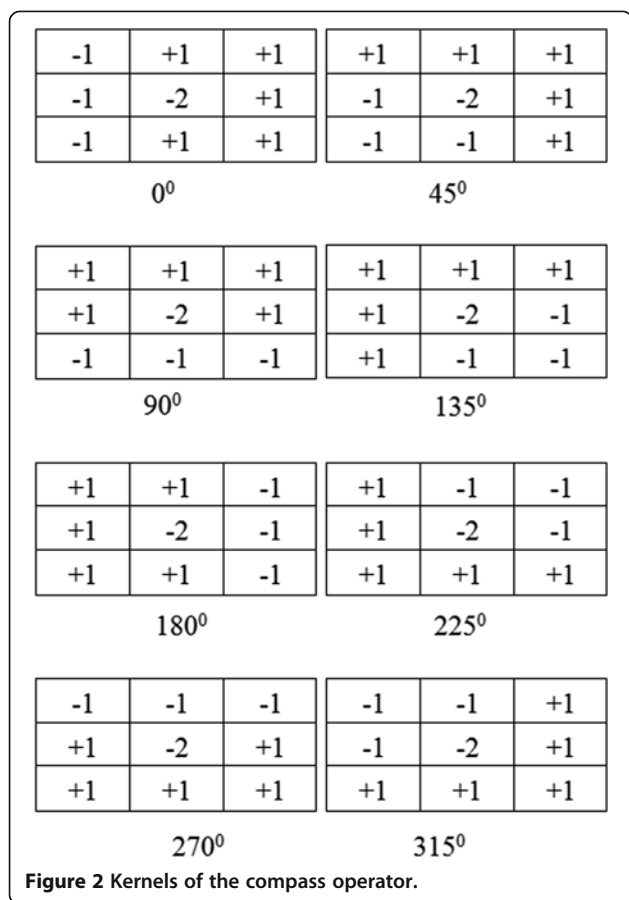 -1 +1 +1 +1 +1 +1
-1 -2 +1 -1 -2 +1
-1 +1 +1 -1 -1 +1
0⁰ 45⁰
+1 +1 +1 +1 +1 +1
+1 -2 +1 +1 -2 -1
-1 -1 -1 +1 -1 -1
90⁰ 135⁰
+1 +1 -1 +1 -1 -1
+1 -2 -1 +1 -2 -1
+1 +1 -1 +1 +1 +1
180⁰ 225⁰
-1 -1 -1 -1 -1 +1
+1 -2 +1 -1 -2 +1
+1 +1 +1 +1 +1 +1
270⁰ 315⁰
Figure 2 Kernels of the compass operator.